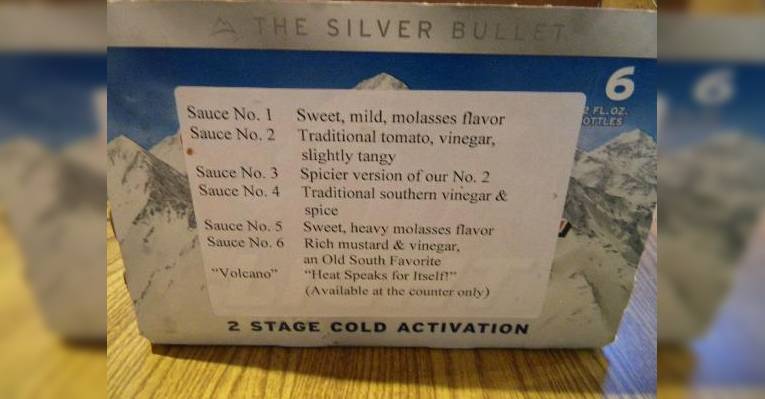 THE SILVER BULLET
6
FL.OZ.
OTTLES
Sauce No. 1 Sweet, mild, molasses flavor
Sauce No. 2 Traditional tomato, vinegar,
slightly tangy
Sauce No. 3 Spicier version of our No. 2
Sauce No. 4 Traditional southern vinegar &
spice
Sauce No. 5 Sweet, heavy molasses flavor
Sauce No. 6 Rich mustard & vinegar,
an Old South Favorite
"Volcano" "Heat Speaks for Itself!"
(Available at the counter only)
2 STAGE COLD ACTIVATION